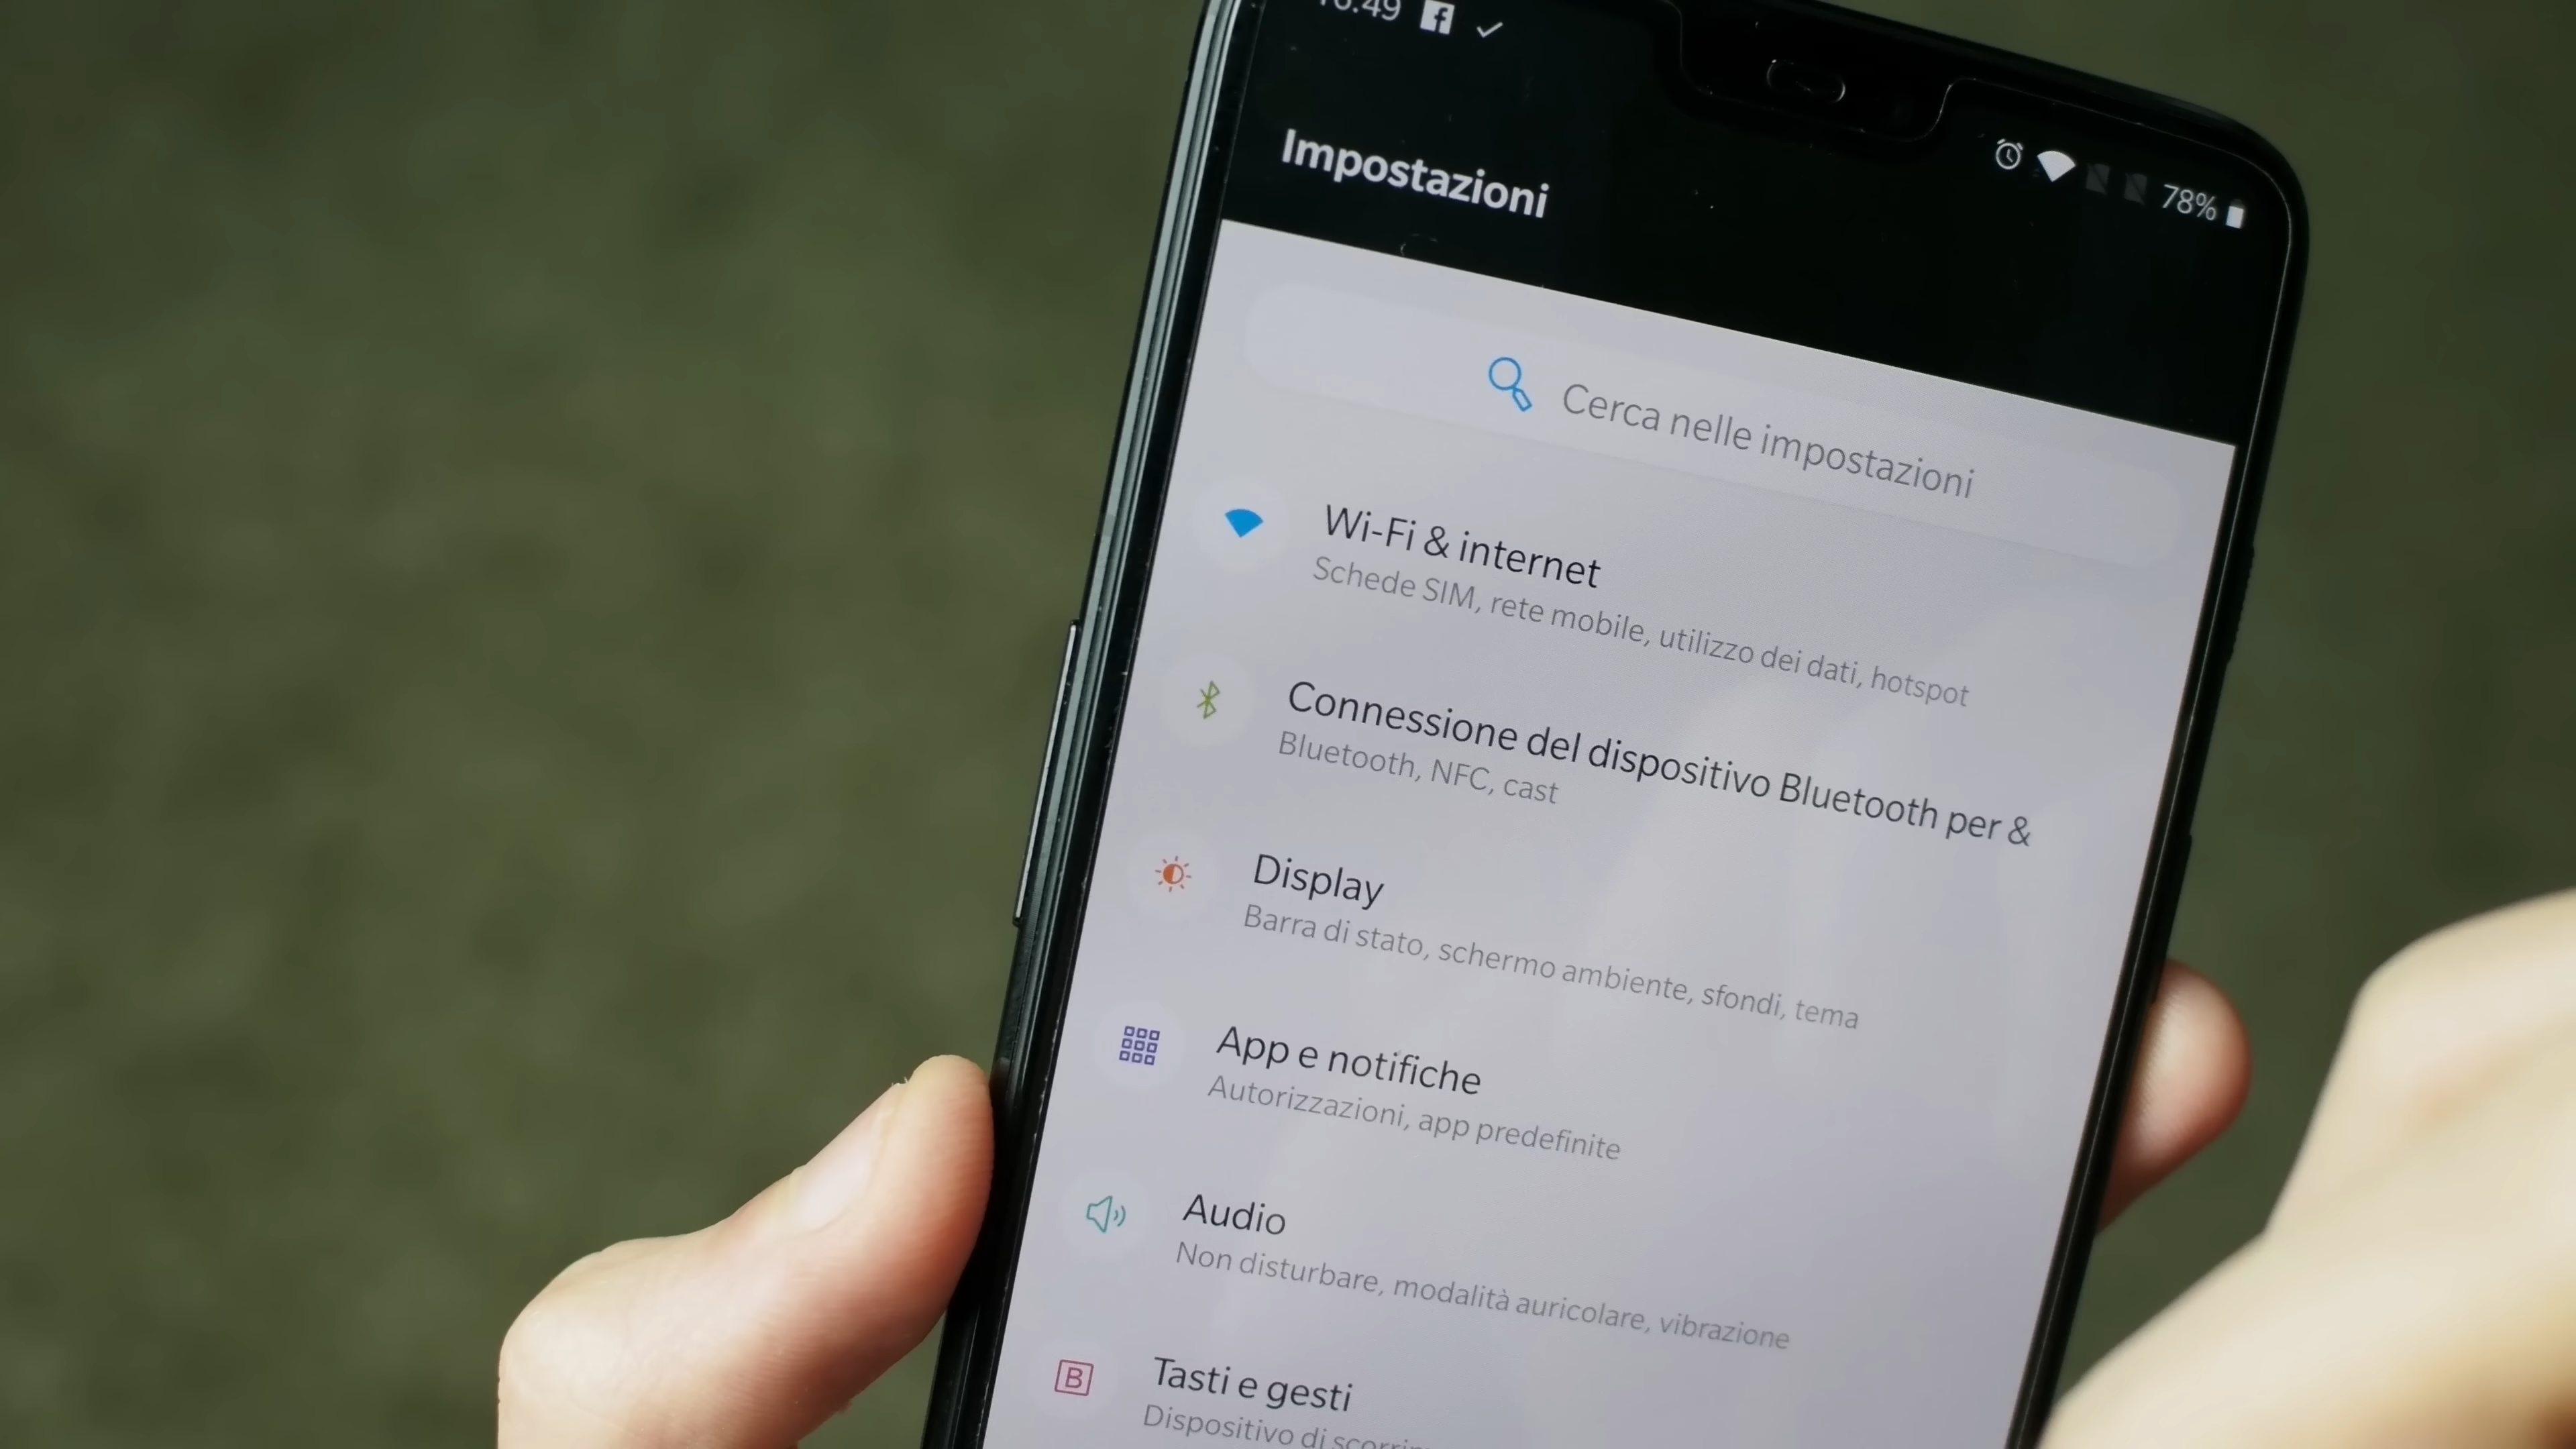 Impostazioni
78%
Cerca nelle impostazioni
Wi-Fi & internet
Schede SIM, rete mobile, utilizzo dei dati, hotspot
Connessione del dispositivo Bluetooth per &
Bluetooth, NFC, cast
Display
Barra di stato, schermo ambiente, sfondi, tema
App e notifiche
Autorizzazioni, app predefinite
Audio
Non disturbare, modalità auricolare, vibrazione
B
Tasti e gesti
Dispositivo di